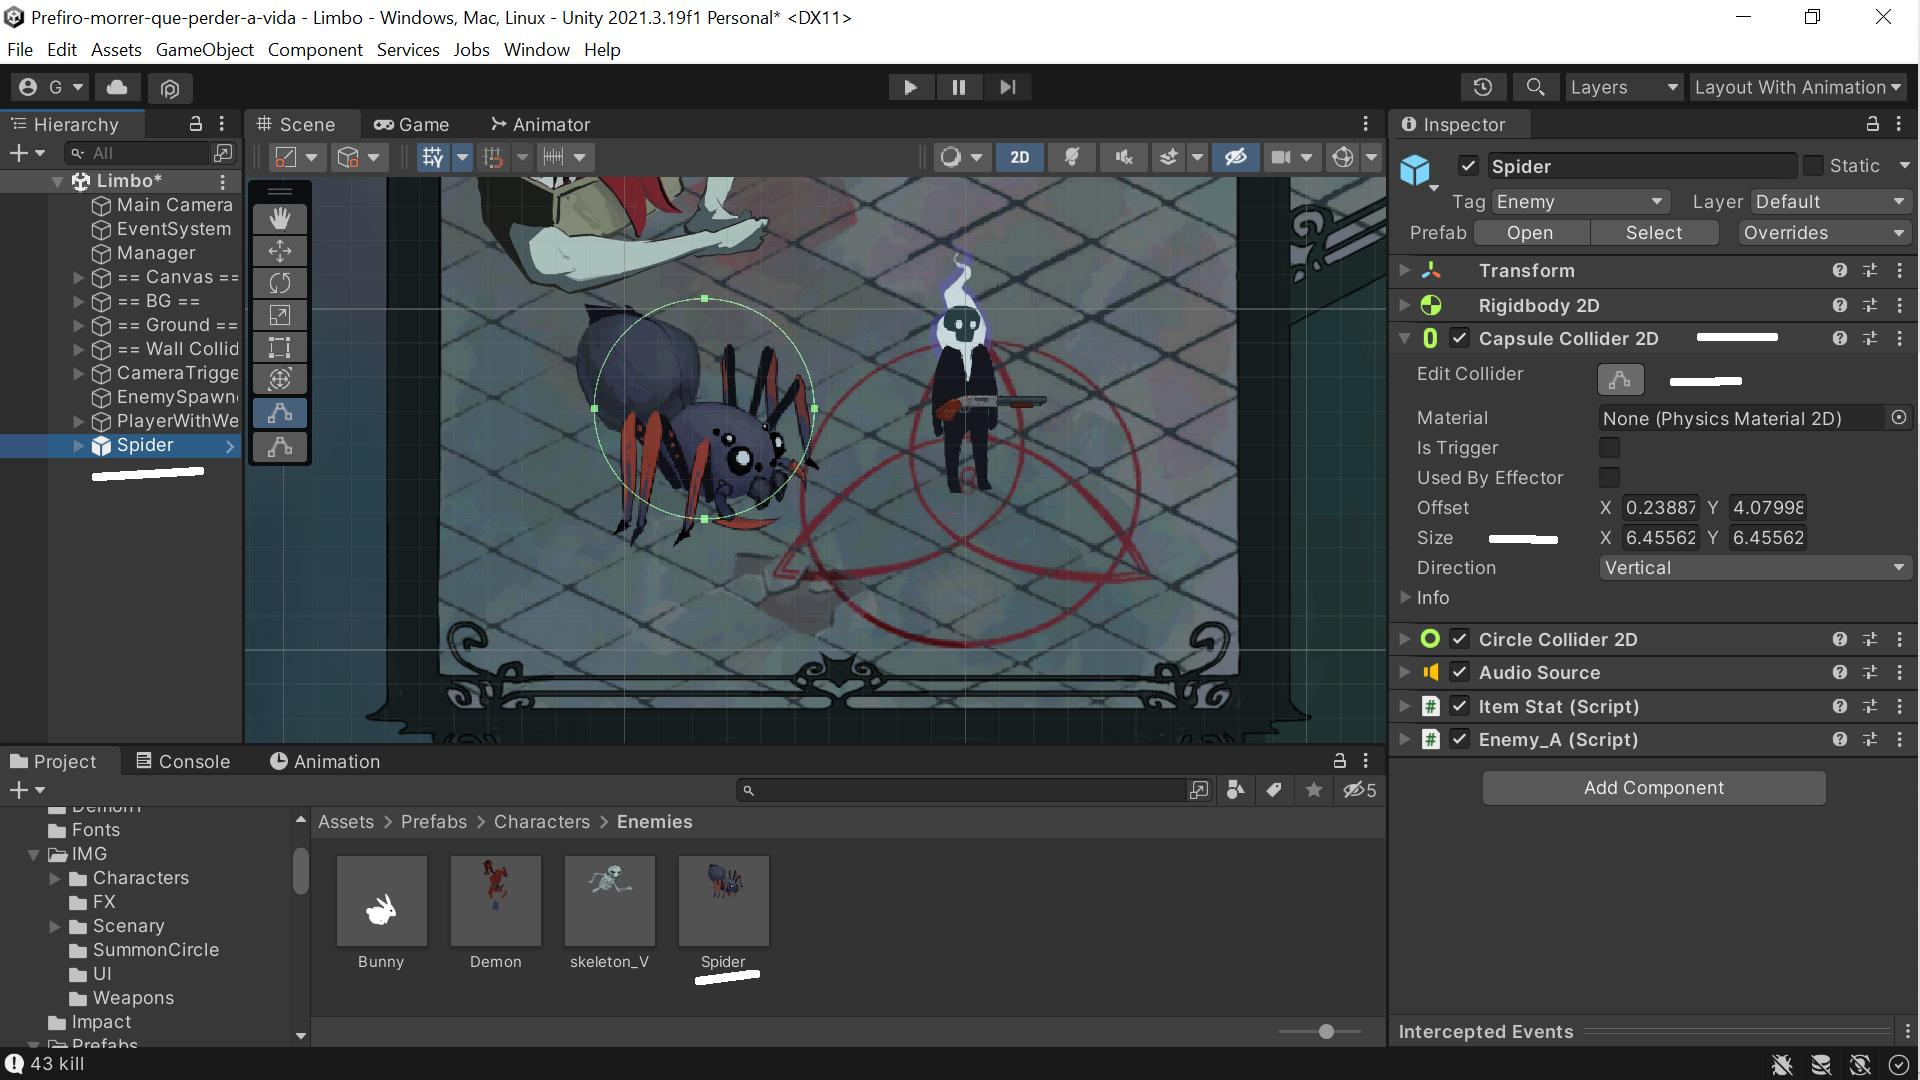 Prefiro-morrer-que-perder-a-vida - Limbo - Windows, Mac, Linux - Unity 2021.3.19f1 Personal* <DX11>
File Edit Assets GameObject Component Services Jobs Window Help
G
Layers
Layout With Animation
Hierarchy
Scene
Game
Animator
Inspector
All
2D
Limbo*
Main Camera
EventSystem
Manager
== Canvas ==
== BG ==
== Ground ==
== Wall Collid
CameraTrigge
EnemySpawn
PlayerWithWe
Spider
Spider
Static
Tag Enemy
Layer Default
Prefab Open Select Overrides
Transform
Rigidbody 2D
Capsule Collider 2D
Edit Collider
Material None (Physics Material 2D)
Is Trigger
Used By Effector
Offset X 0.23887 Y 4.07998
Size X 6.45562 Y 6.45562
Direction Vertical
Info
Circle Collider 2D
Audio Source
Item Stat (Script)
Enemy_A (Script)
Add Component
Intercepted Events
Project
Console
Animation
5
Fonts
IMG
Characters
FX
Scenary
SummonCircle
UI
Weapons
Impact
Prefabs
Assets > Prefabs > Characters > Enemies
Bunny
Demon
skeleton_V
Spider
43 kill